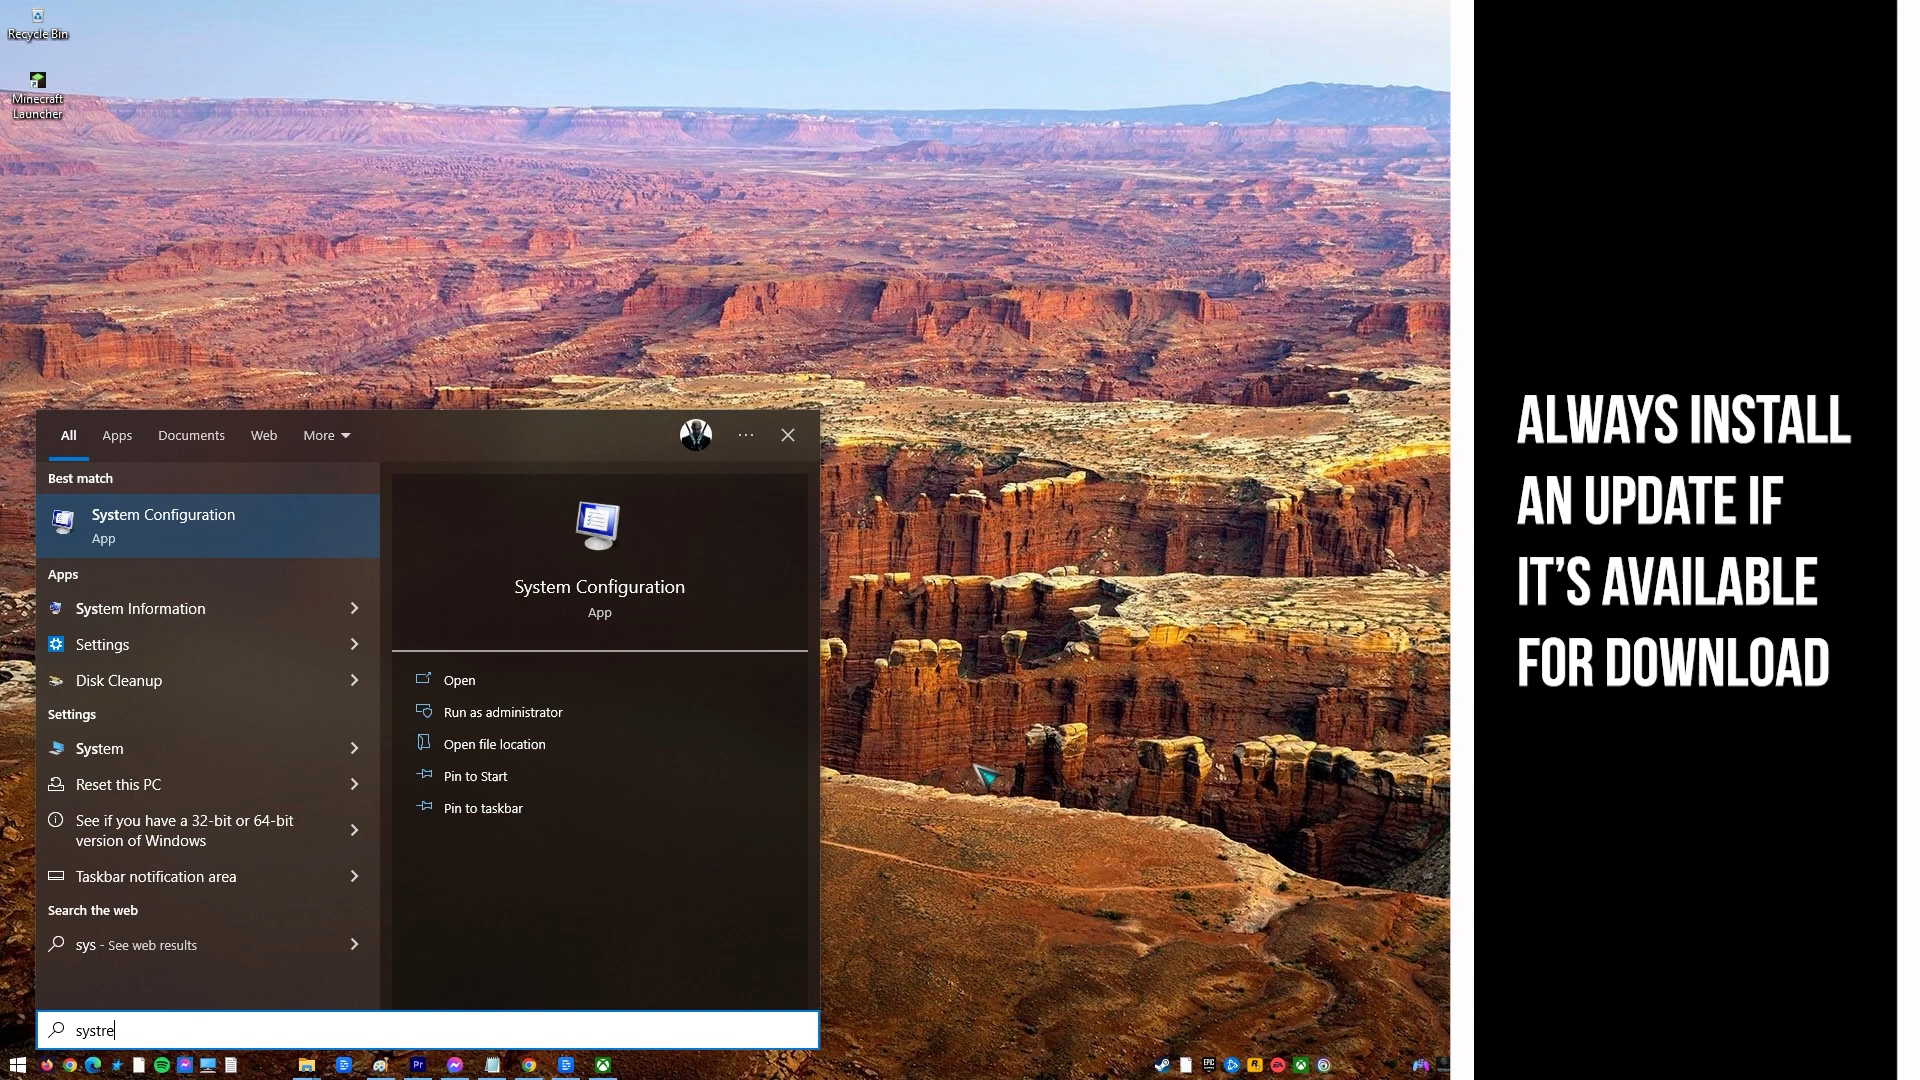 Recycle Bin
Minecraft
Launcher
All
Apps
Documents
Web
More
Best match
System Configuration
App
Apps
System Information
Settings
Disk Cleanup
Settings
System
Reset this PC
See if you have a 32-bit or 64-bit
version of Windows
Taskbar notification area
Search the web
sys - See web results
System Configuration
App
Open
Run as administrator
Open file location
Pin to Start
Pin to taskbar
systre
Pr
EPIC
R
EA
ALWAYS INSTALL
AN UPDATE IF
IT'S AVAILABLE
FOR DOWNLOAD